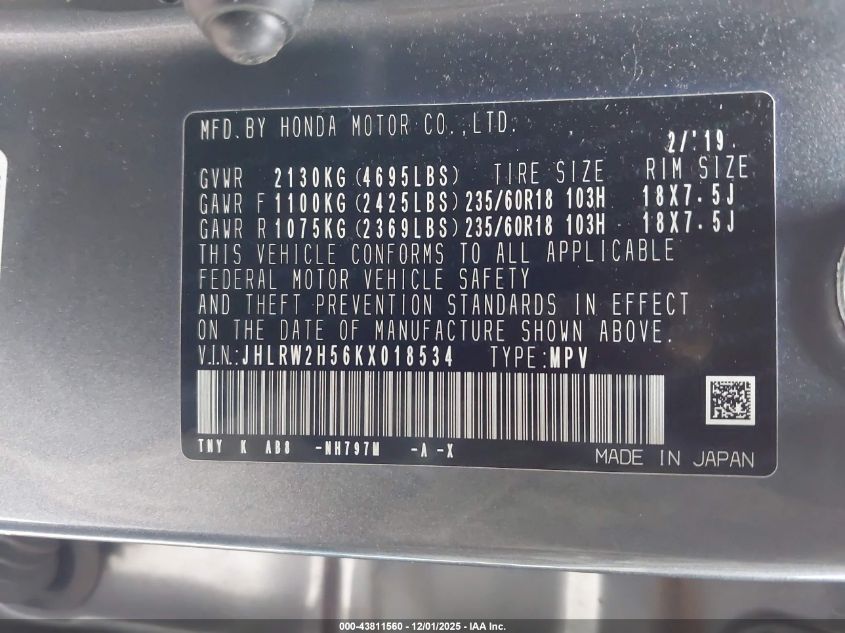 MFD.BY HONDA MOTOR CO.,LTD.
2/'19
GVWR 2130KG(4695LBS) TIRE SIZE RIM SIZE
GAWR F 1100KG(2425LBS) 235/60R18 103H 18X7.5J
GAWR R 1075KG(2369LBS) 235/60R18 103H 18X7.5J
THIS VEHICLE CONFORMS TO ALL APPLICABLE
FEDERAL MOTOR VEHICLE SAFETY
AND THEFT PREVENTION STANDARDS IN EFFECT
ON THE DATE OF MANUFACTURE SHOWN ABOVE.
V.I.N.:JHLRW2H56KX018534 TYPE:MPV
TNY K AB8 -NH797M -A -X
MADE IN JAPAN
000-43811560 - 12/01/2025 - IAA Inc.